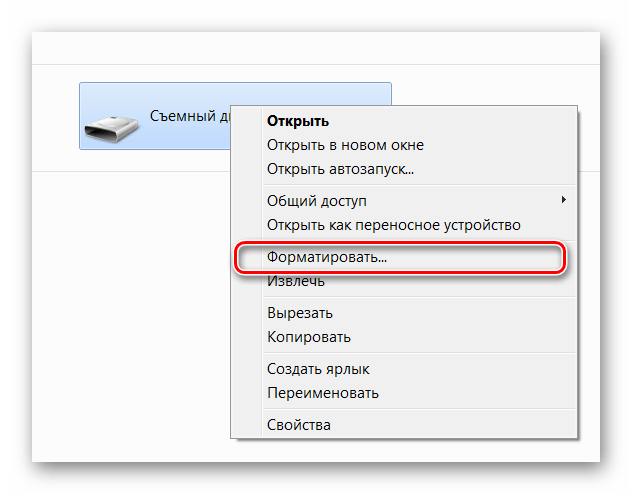 Съемный
Открыть
Открыть в новом окне
Открыть автозапуск...
Общий доступ
Открыть как переносное устройство
Форматировать...
Извлечь
Вырезать
Копировать
Создать ярлык
Переименовать
Свойства